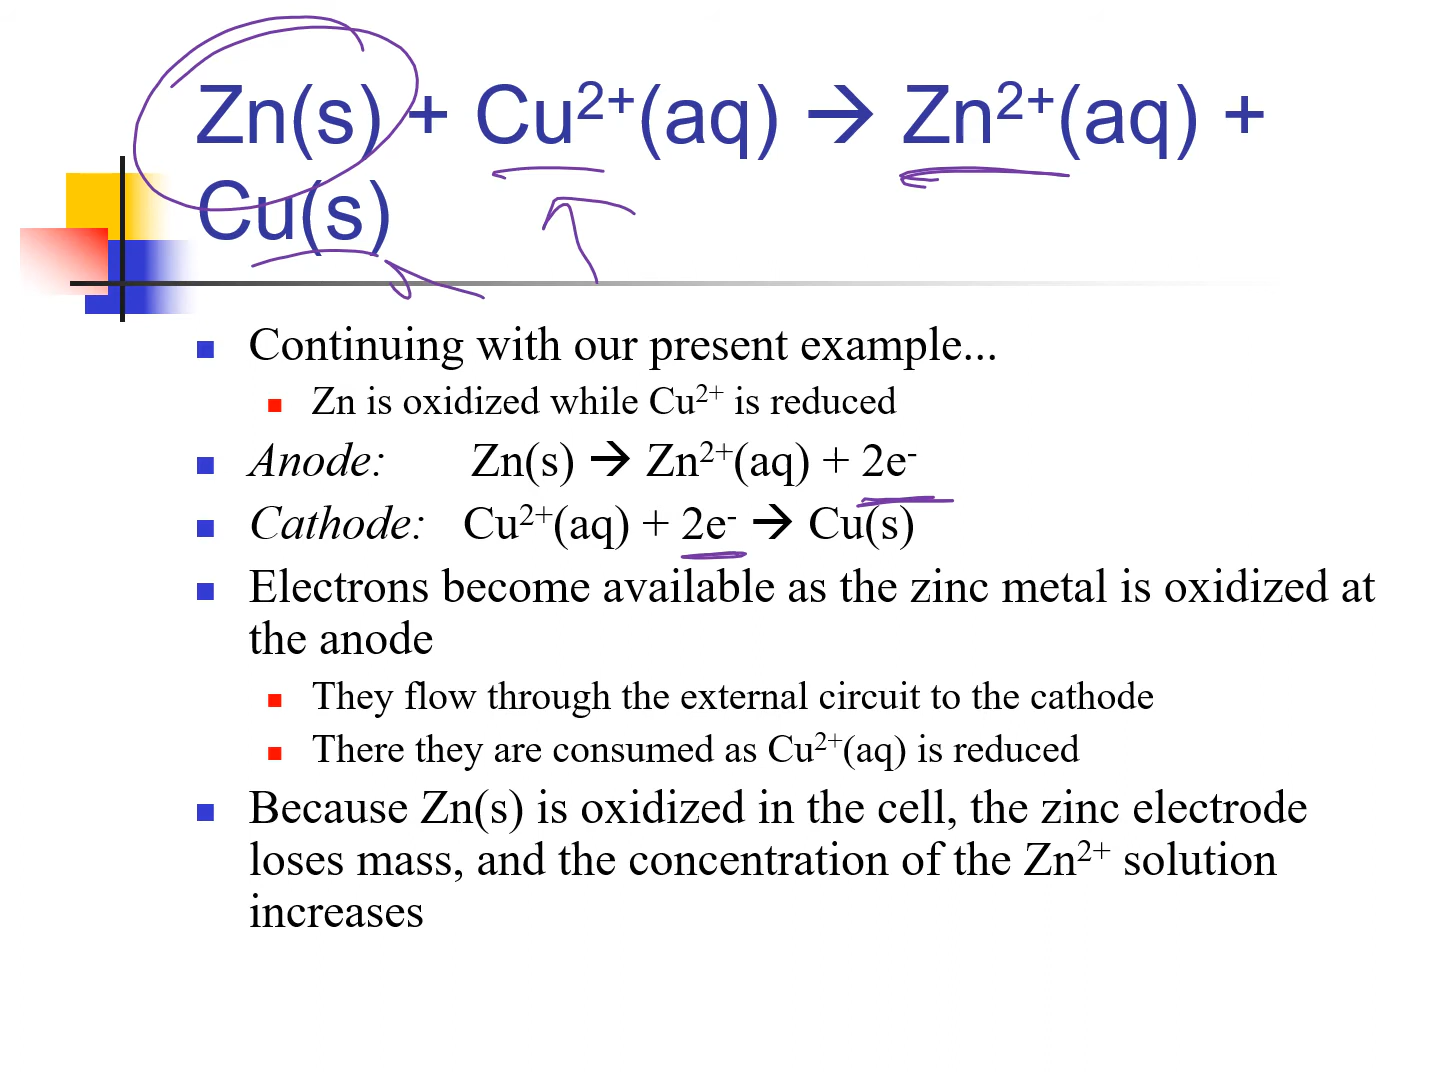 Zn(s) + Cu²⁺(aq) → Zn²⁺(aq) +
Cu(s)
Continuing with our present example...
Zn is oxidized while Cu²⁺ is reduced
Anode: Zn(s) → Zn²⁺(aq) + 2e⁻
Cathode: Cu²⁺(aq) + 2e⁻ → Cu(s)
Electrons become available as the zinc metal is oxidized at
the anode
They flow through the external circuit to the cathode
There they are consumed as Cu²⁺(aq) is reduced
Because Zn(s) is oxidized in the cell, the zinc electrode
loses mass, and the concentration of the Zn²⁺ solution
increases